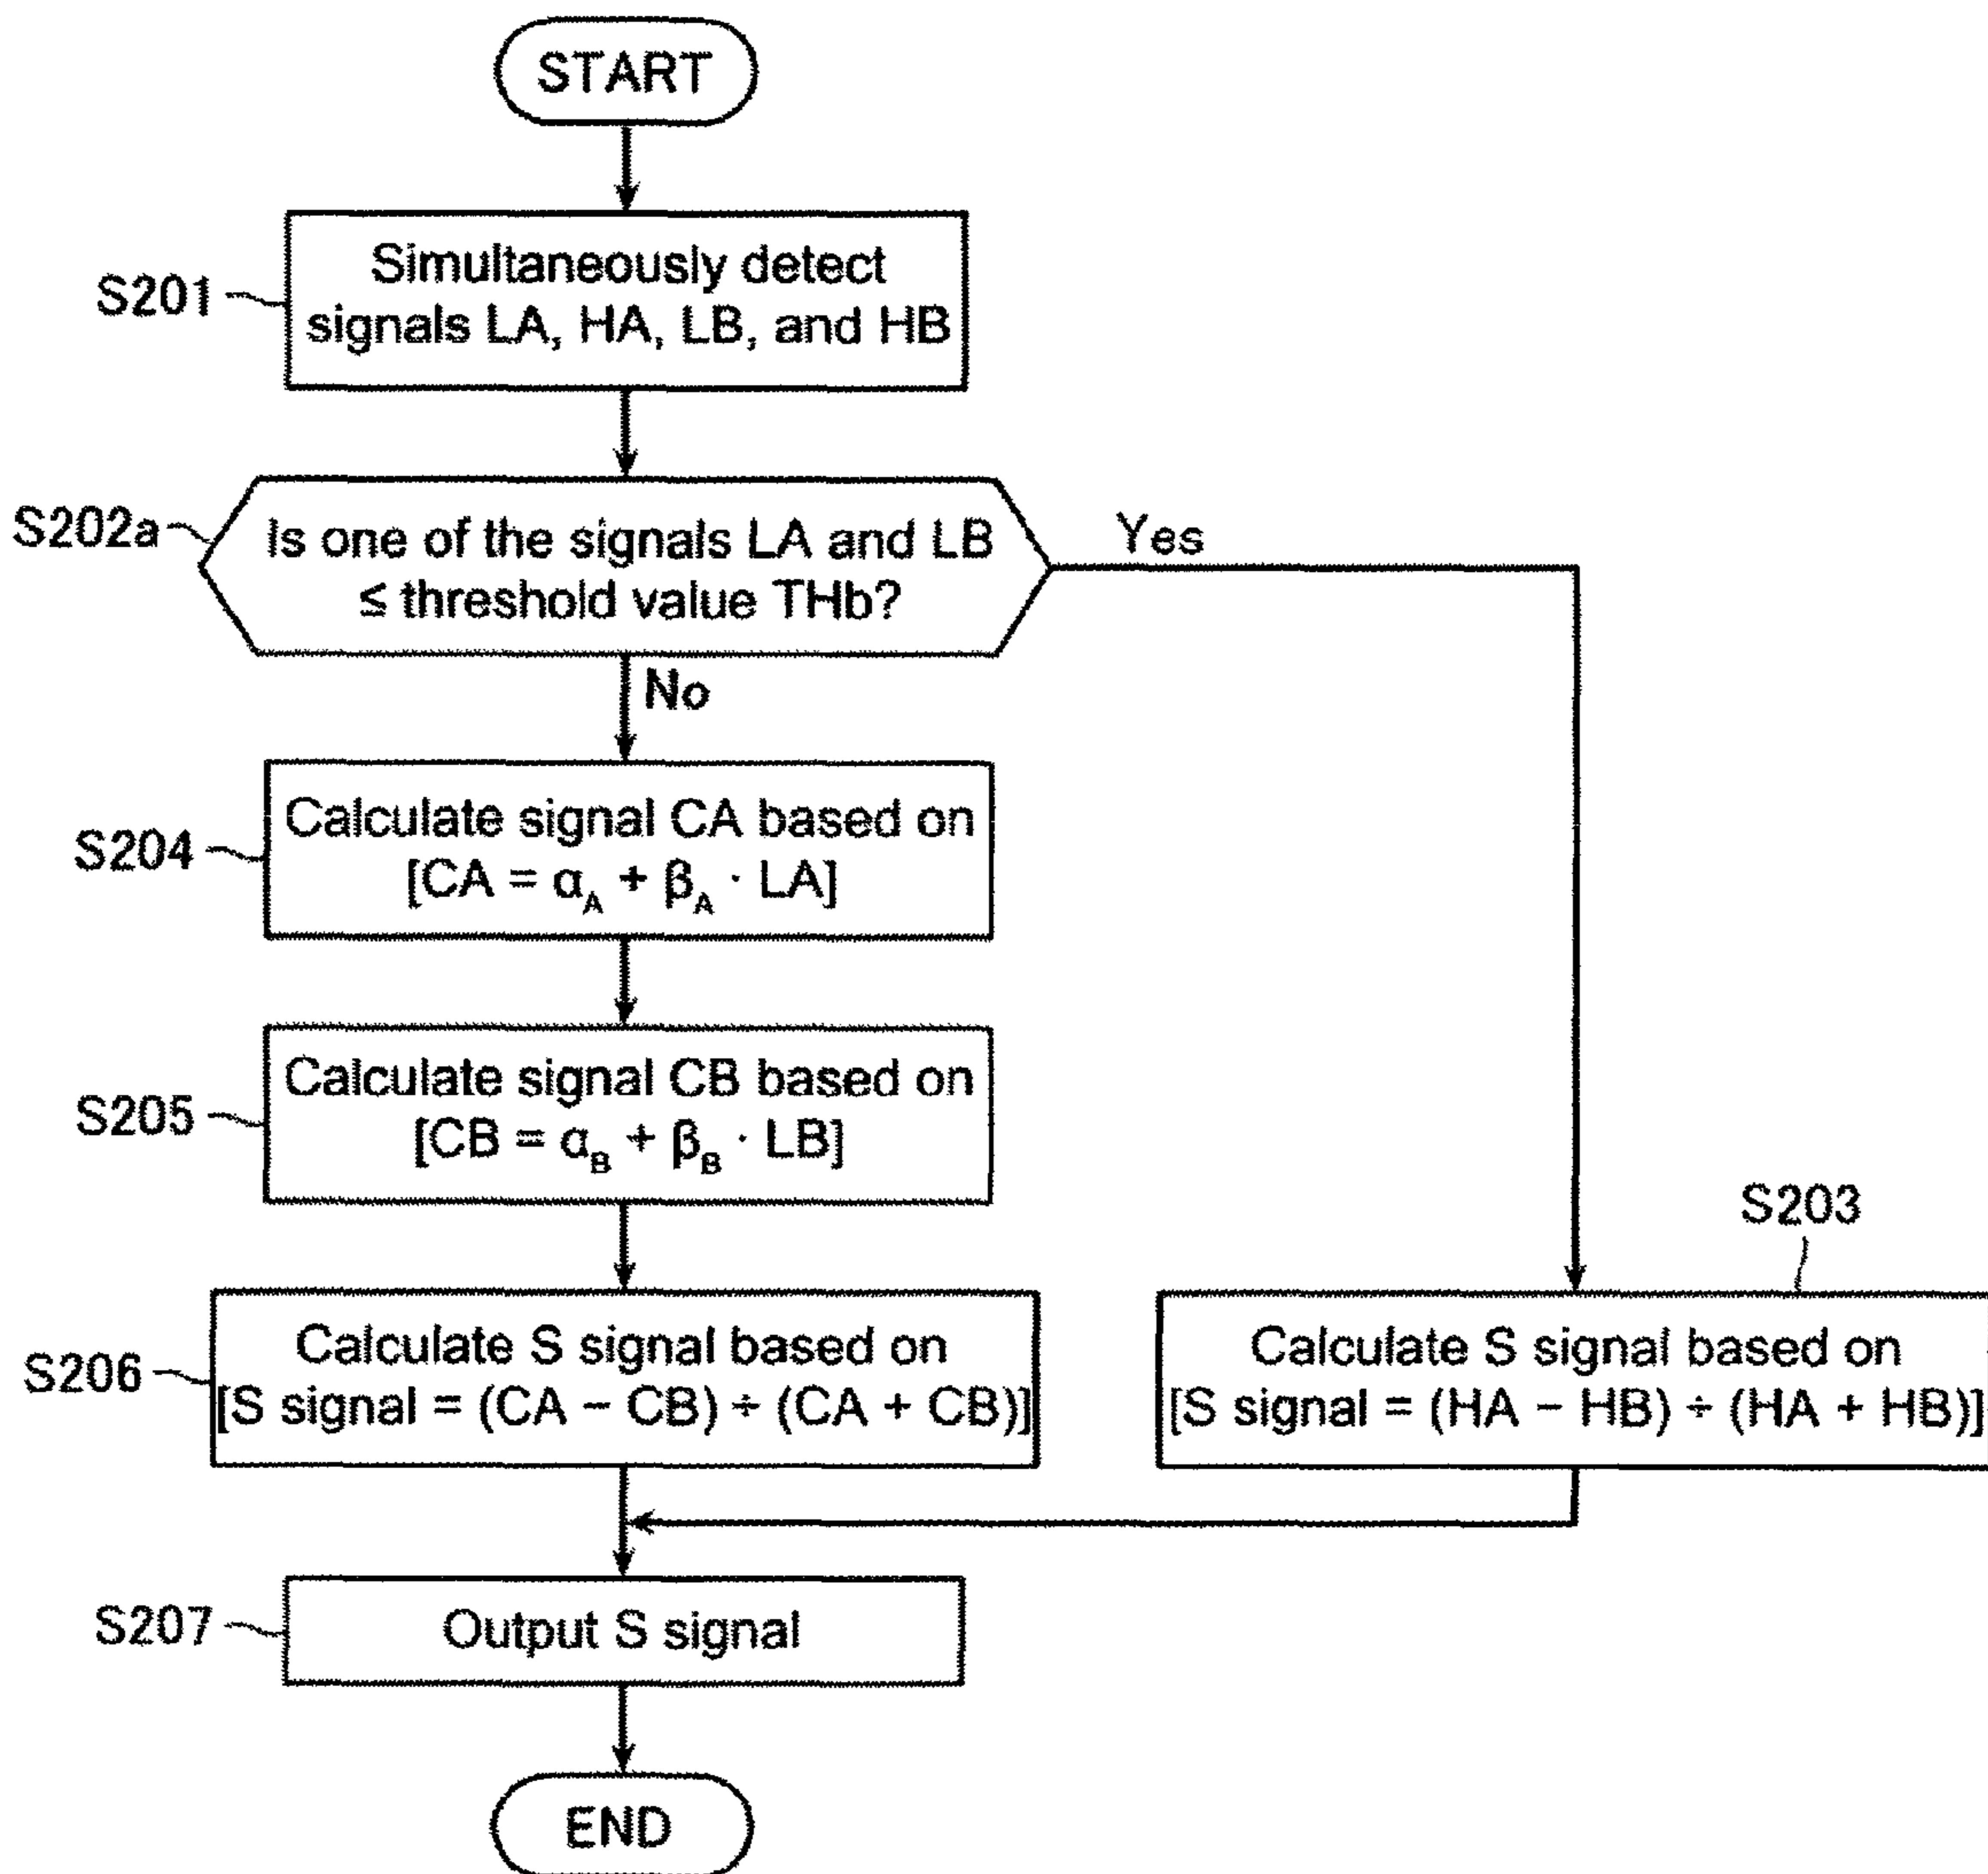 START
S201
Simultaneously detect
signals LA, HA, LB, and HB
S202a
Is one of the signals LA and LB
≤ threshold value THb?
Yes
No
S204
Calculate signal CA based on
[CA = α_A + β_A · LA]
S205
Calculate signal CB based on
[CB = α_B + β_B · LB]
S206
Calculate S signal based on
[S signal = (CA − CB) ÷ (CA + CB)]
S203
Calculate S signal based on
[S signal = (HA − HB) ÷ (HA + HB)]
S207
Output S signal
END